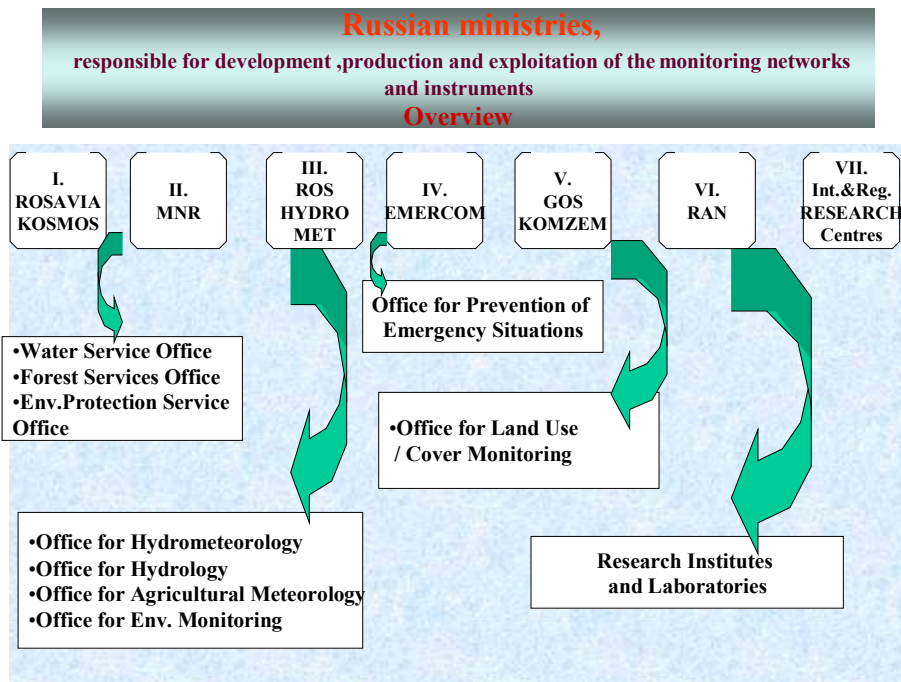 Russian ministries,
responsible for development ,production and exploitation of the monitoring networks
and instruments
Overview
I.
ROSAVIA
KOSMOS
II.
MNR
III.
ROS
HYDRO
MET
IV.
EMERCOM
V.
GOS
KOMZEM
VI.
RAN
VII.
Int.&Reg.
RESEARCH
Centres
Office for Prevention of
Emergency Situations
•Water Service Office
•Forest Services Office
•Env.Protection Service
Office
•Office for Land Use
/ Cover Monitoring
•Office for Hydrometeorology
•Office for Hydrology
•Office for Agricultural Meteorology
•Office for Env. Monitoring
Research Institutes
and Laboratories